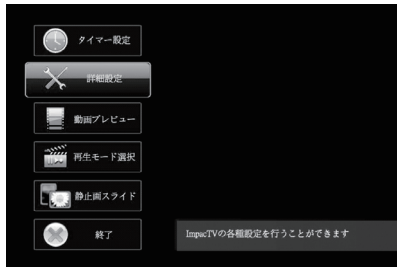 タイマー設定
詳細設定
動画プレビュー
再生モード選択
静止画スライド
終了
ImpacTVの各種設定を行うことができます